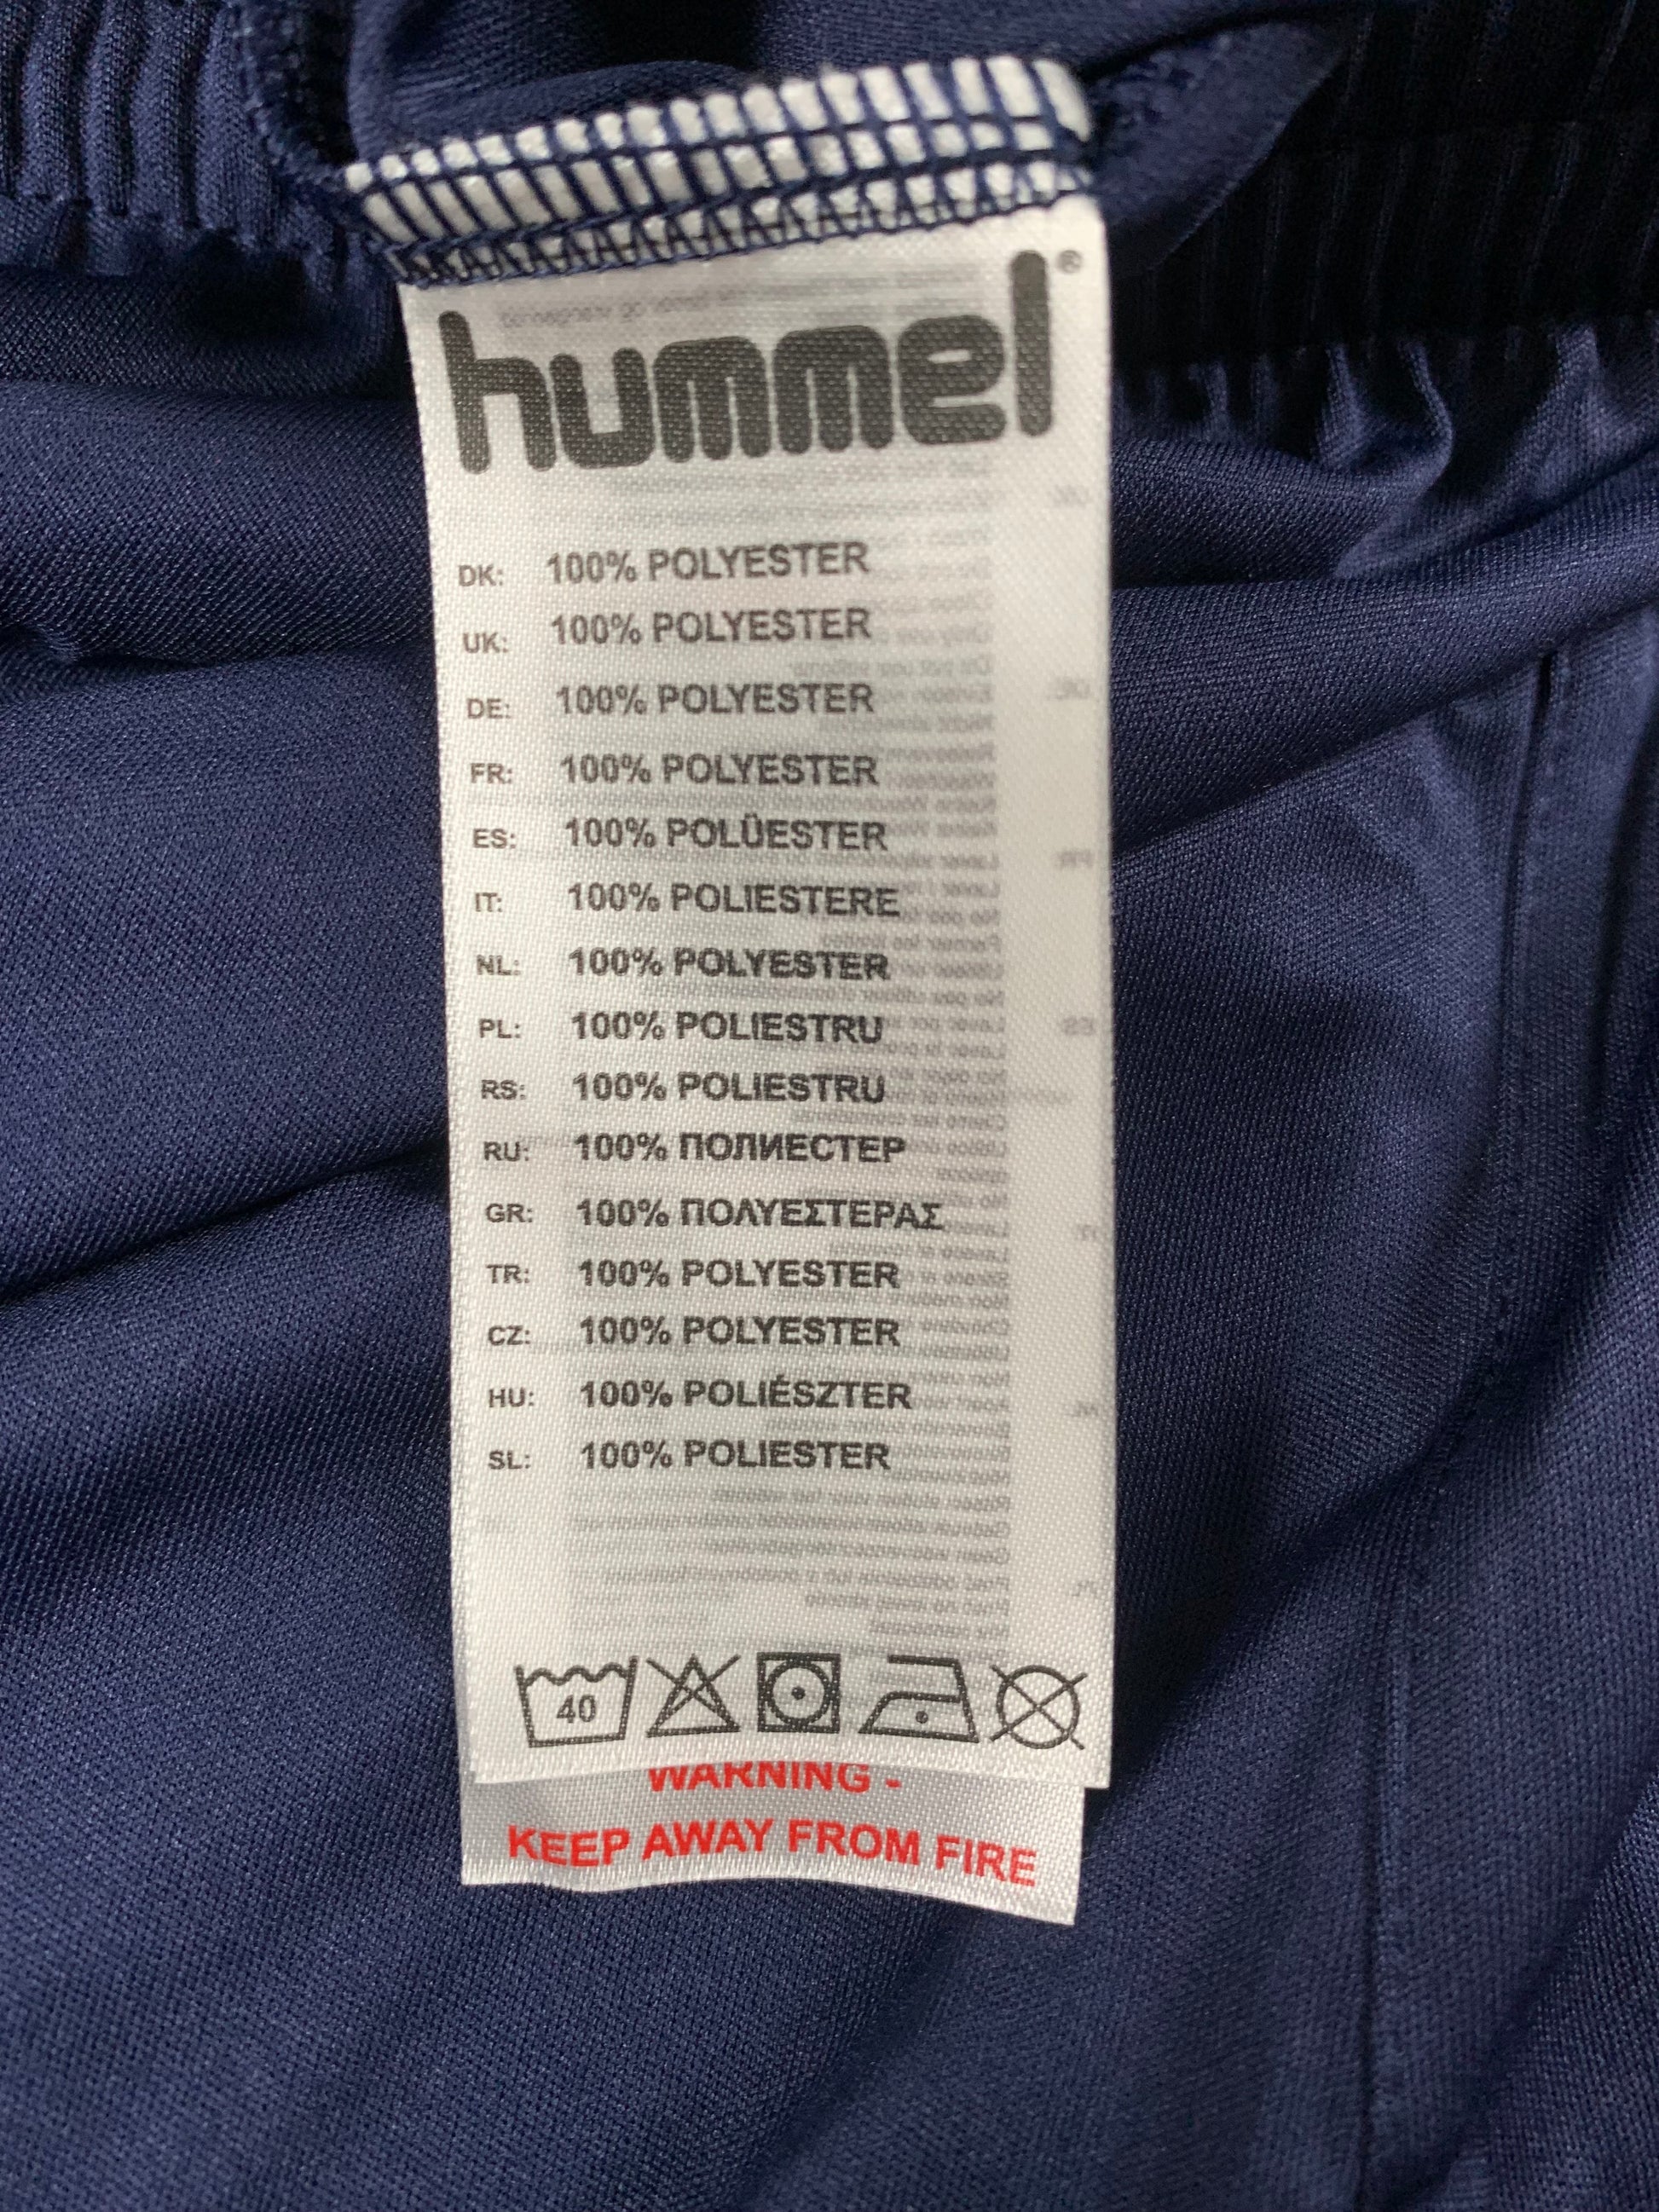 hummel®
DK: 100% POLYESTER
UK: 100% POLYESTER
DE: 100% POLYESTER
FR: 100% POLYESTER
ES: 100% POLÜESTER
IT: 100% POLIESTERE
NL: 100% POLYESTER
PL: 100% POLIESTRU
RS: 100% POLIESTRU
RU: 100% ПОЛИЕСТЕР
GR: 100% ΠΟΛΥΕΣΤΕΡΑΣ
TR: 100% POLYESTER
CZ: 100% POLYESTER
HU: 100% POLIÉSZTER
SL: 100% POLIESTER
40
WARNING -
KEEP AWAY FROM FIRE